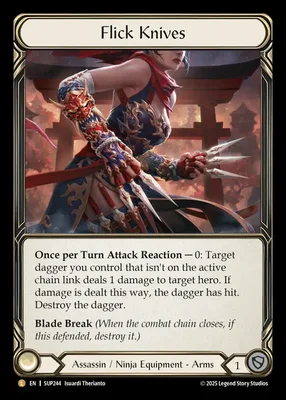 Flick Knives
Once per Turn Attack Reaction — 0: Target
dagger you control that isn't on the active
chain link deals 1 damage to target hero. If
damage is dealt this way, the dagger has hit.
Destroy the dagger.
Blade Break (When the combat chain closes, if
this defended, destroy it.)
Assassin / Ninja Equipment - Arms
1
L EN | SUP244 Isuardi Therianto
© 2025 Legend Story Studios